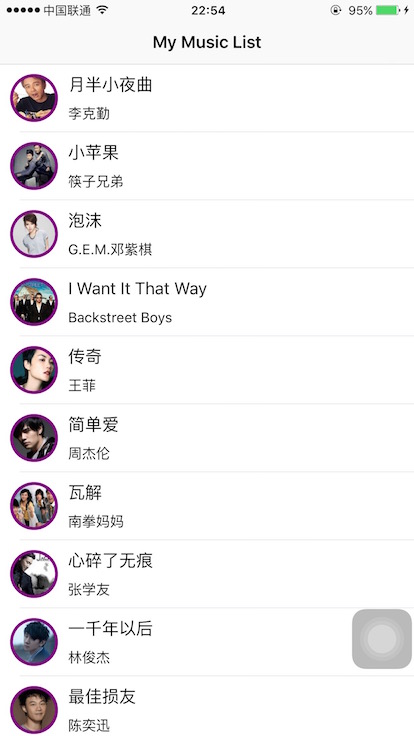 中国联通 22:54 95%
My Music List
月半小夜曲
李克勤
小苹果
筷子兄弟
泡沫
G.E.M.邓紫棋
I Want It That Way
Backstreet Boys
传奇
王菲
简单爱
周杰伦
瓦解
南拳妈妈
心碎了无痕
张学友
一千年以后
林俊杰
最佳损友
陈奕迅